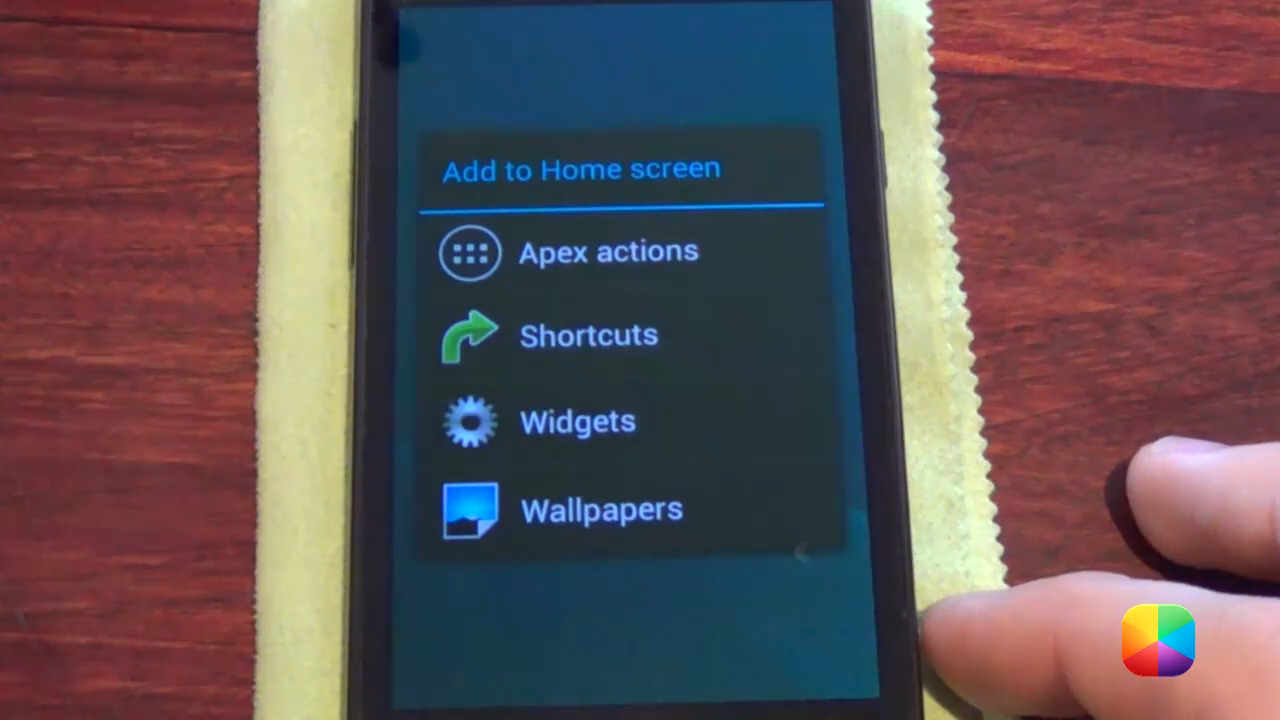 Add to Home screen
Apex actions
Shortcuts
Widgets
Wallpapers